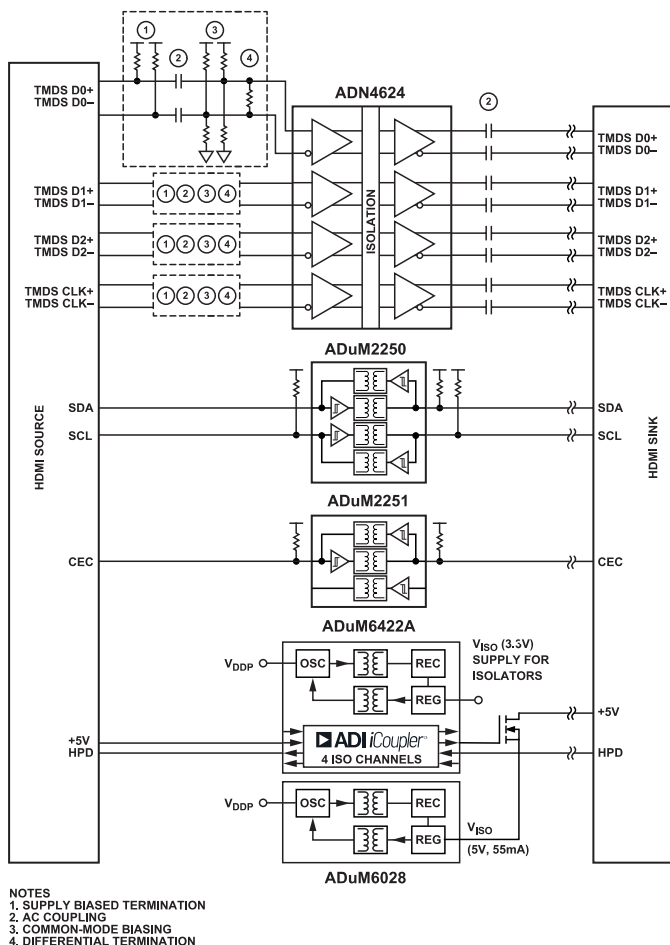 1
3
2
4
ADN4624
2
TMDS D0+
TMDS D0–
TMDS D0+
TMDS D0–
ISOLATION
TMDS D1+
TMDS D1–
1 2 3 4
TMDS D1+
TMDS D1–
TMDS D2+
TMDS D2–
1 2 3 4
TMDS D2+
TMDS D2–
TMDS CLK+
TMDS CLK–
1 2 3 4
TMDS CLK+
TMDS CLK–
HDMI SOURCE
HDMI SINK
ADuM2250
SDA
SCL
SDA
SCL
ADuM2251
CEC
CEC
ADuM6422A
VDDP
OSC
REC
REG
VISO (3.3V)
SUPPLY FOR
ISOLATORS
+5V
HPD
ADI iCoupler®
4 ISO CHANNELS
+5V
HPD
VDDP
OSC
REC
REG
VISO
(5V, 55mA)
ADuM6028
NOTES
1. SUPPLY BIASED TERMINATION
2. AC COUPLING
3. COMMON-MODE BIASING
4. DIFFERENTIAL TERMINATION